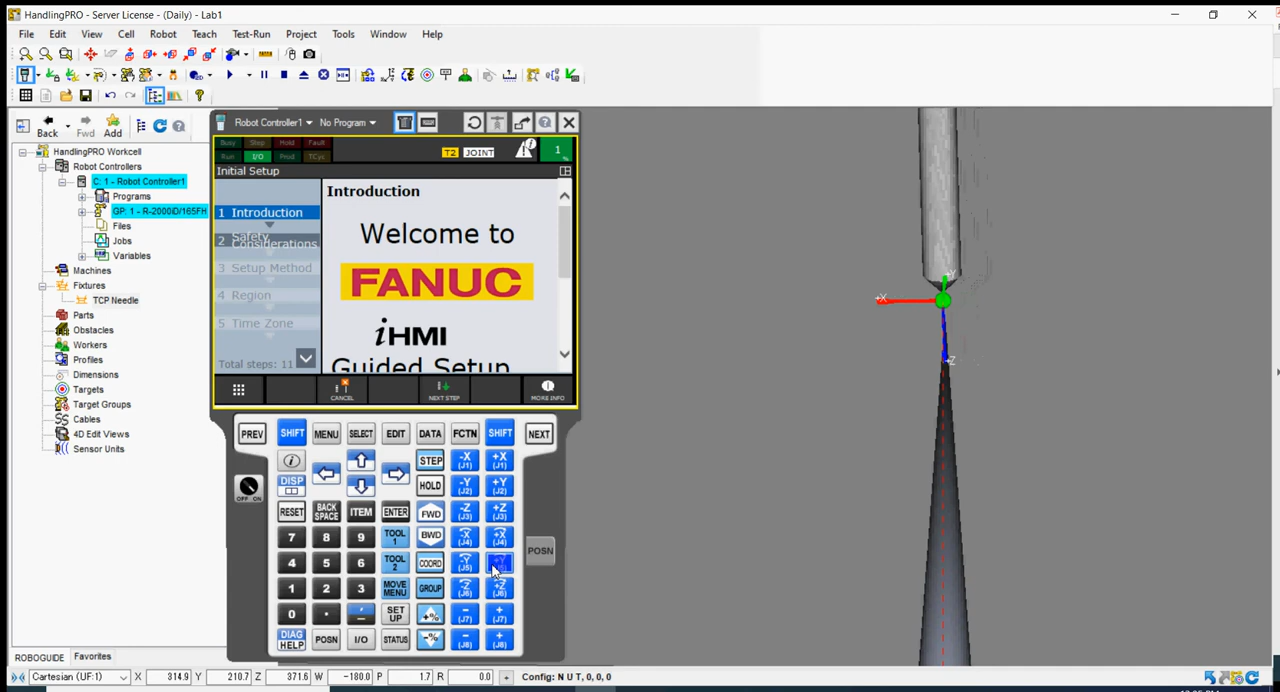 HandlingPRO - Server License - (Daily) - Lab1
File Edit View Cell Robot Teach Test-Run Project Tools Window Help
Back Fwd Add
HandlingPRO Workcell
Robot Controllers
C: 1 - Robot Controller1
Programs
GP: 1 - R-2000iD/165FH
Files
Jobs
Variables
Machines
Fixtures
TCP Needle
Parts
Obstacles
Workers
Profiles
Dimensions
Targets
Target Groups
Cables
4D Edit Views
Sensor Units
ROBOGUIDE Favorites
Robot Controller1 No Program
Busy Step Hold Fault
Run I/O Prod TCyc
T2 JOINT
1
%
Initial Setup
1 Introduction
2 Safety Considerations
3 Setup Method
4 Region
5 Time Zone
Total steps: 11
Introduction
Welcome to
FANUC
iHMI
Guided Setup
CANCEL NEXT STEP MORE INFO
PREV SHIFT MENU SELECT EDIT DATA FCTN SHIFT NEXT
i STEP -X (J1) +X (J1)
DISP HOLD -Y (J2) +Y (J2)
OFF ON
RESET BACK SPACE ITEM ENTER FWD -Z (J3) +Z (J3)
7 8 9 TOOL 1 BWD -X (J4) +X (J4)
POSN
4 5 6 TOOL 2 COORD -Y (J5)
1 2 3 MOVE MENU GROUP -Z (J6) +Z (J6)
0 . SET UP +% - (J7) + (J7)
DIAG HELP POSN I/O STATUS -% - (J8) + (J8)
+X
Z
Cartesian (UF:1) X 314.9 Y 210.7 Z 371.6 W -180.0 P 1.7 R 0.0 Config: N U T, 0, 0, 0